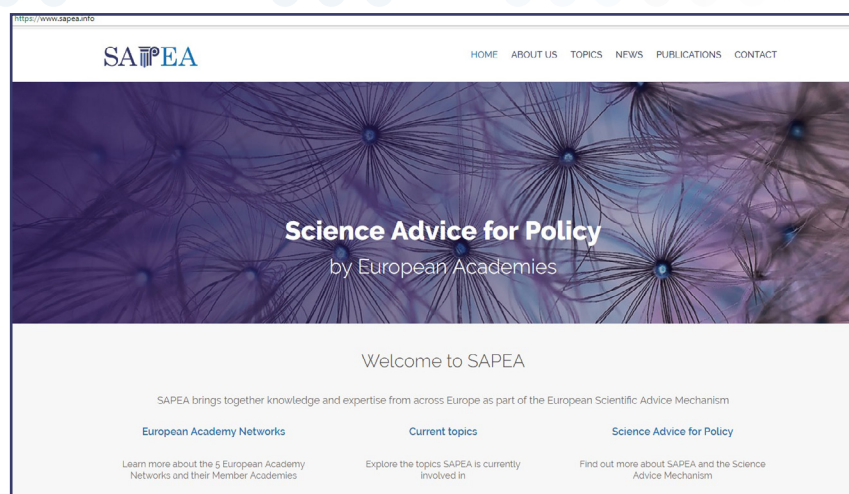 https://www.sapea.info
SAPEA
HOME ABOUT US TOPICS NEWS PUBLICATIONS CONTACT
Science Advice for Policy
by European Academies
Welcome to SAPEA
SAPEA brings together knowledge and expertise from across Europe as part of the European Scientific Advice Mechanism
European Academy Networks
Learn more about the 5 European Academy
Networks and their Member Academies
Current topics
Explore the topics SAPEA is currently
involved in
Science Advice for Policy
Find out more about SAPEA and the Science
Advice Mechanism